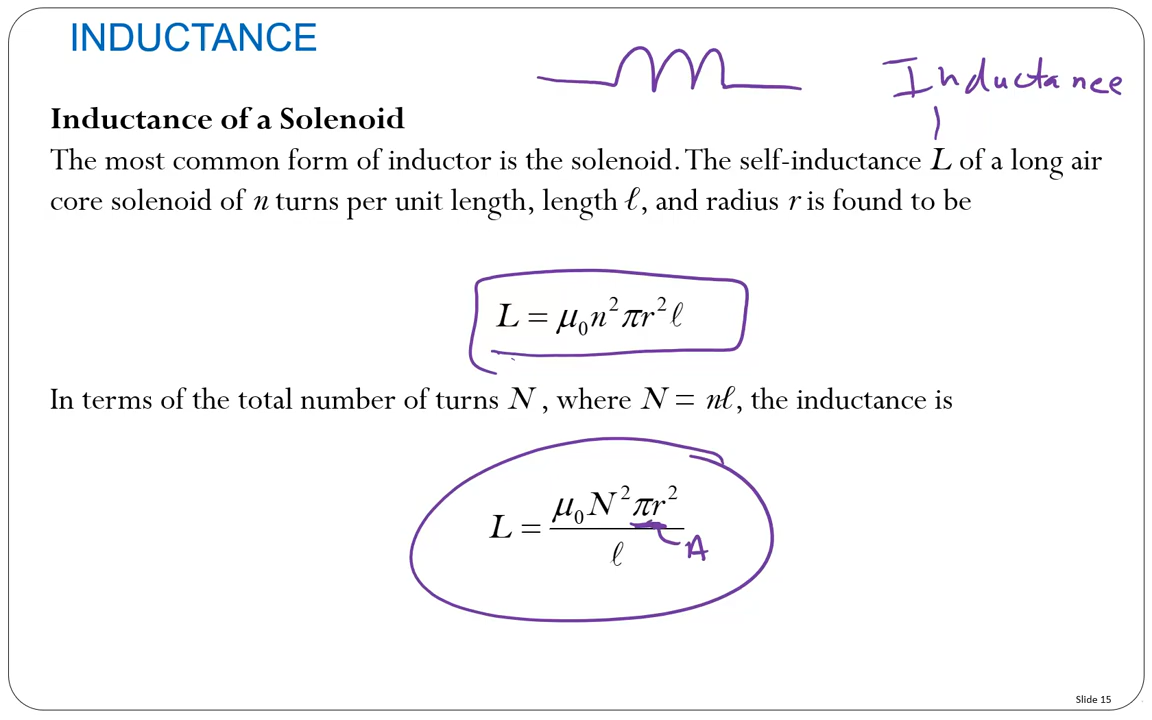 INDUCTANCE
Inductance
Inductance of a Solenoid
The most common form of inductor is the solenoid. The self-inductance L of a long air
core solenoid of n turns per unit length, length ℓ, and radius r is found to be
L = μ₀n²πr²ℓ
In terms of the total number of turns N, where N = nℓ, the inductance is
L = μ₀N²πr² / ℓ
A
Slide 15